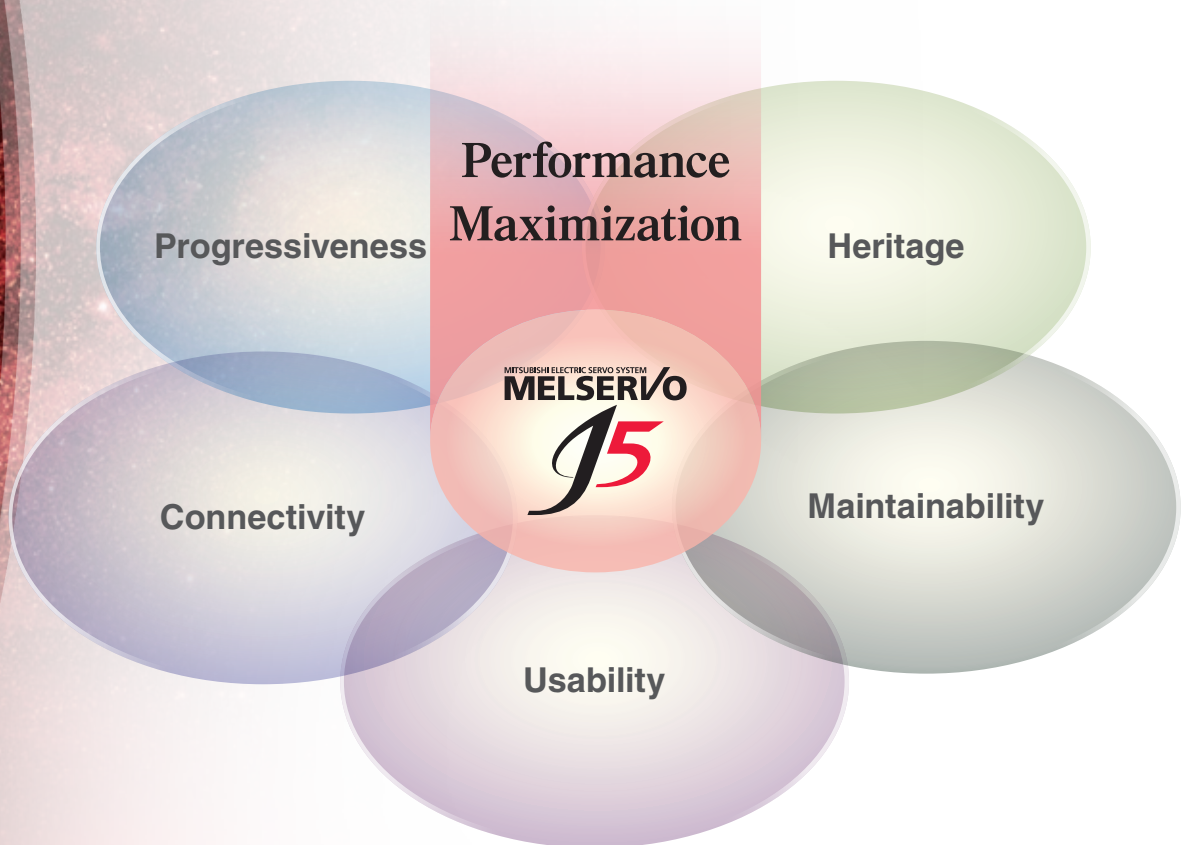 Performance
Maximization
Progressiveness
Heritage
MITSUBISHI ELECTRIC SERVO SYSTEM
MELSERVO
J5
Connectivity
Maintainability
Usability